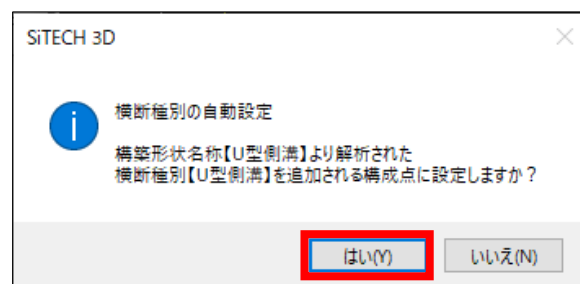 SiTECH 3D
横断種別の自動設定
構築形状名称【U型側溝】より解析された
横断種別【U型側溝】を追加される構成点に設定しますか？
はい(Y)
いいえ(N)